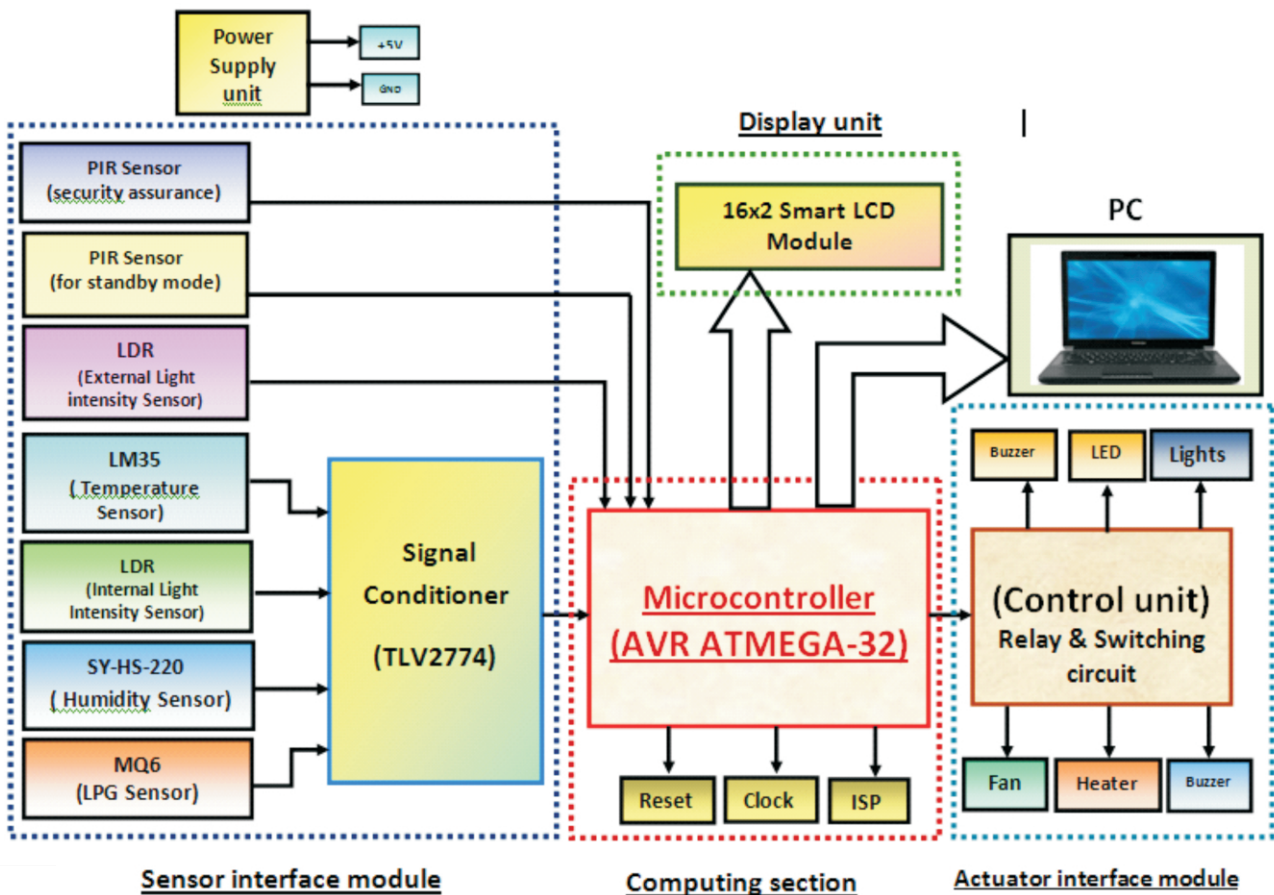 Power
Supply
unit
+5V
GND
PIR Sensor
(security assurance)
PIR Sensor
(for standby mode)
LDR
(External Light
intensity Sensor)
LM35
( Temperature
Sensor)
LDR
(Internal Light
Intensity Sensor)
SY-HS-220
( Humidity Sensor)
MQ6
(LPG Sensor)
Signal
Conditioner
(TLV2774)
Sensor interface module
Display unit
16x2 Smart LCD
Module
PC
Microcontroller
(AVR ATMEGA-32)
Reset
Clock
ISP
Computing section
Buzzer
LED
Lights
(Control unit)
Relay & Switching
circuit
Fan
Heater
Buzzer
Actuator interface module